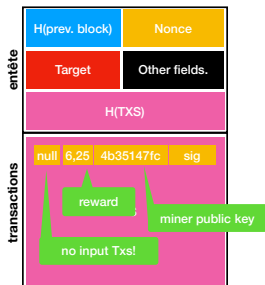 entête
H(prev. block) Nonce
Target Other fields.
H(TXS)
transactions
null 6,25 4b35147fc sig
reward
miner public key
no input Txs!